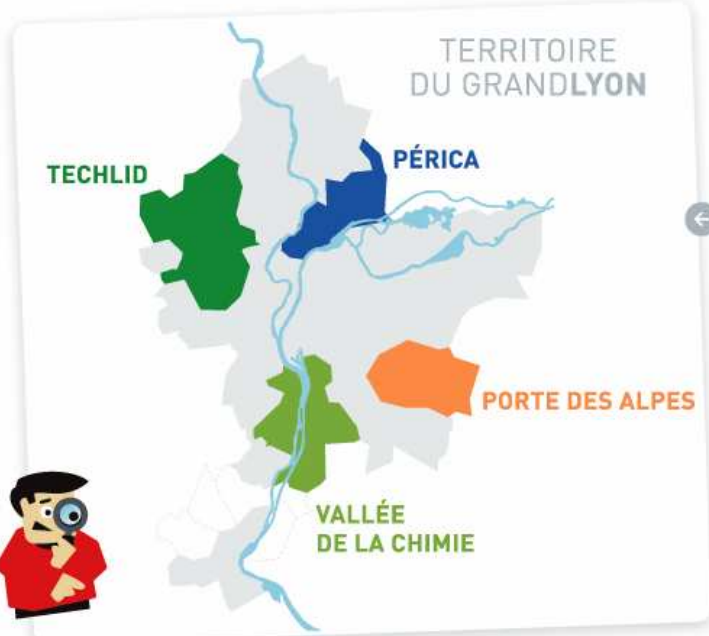 TERRITOIRE
DU GRANDLYON
TECHLID
PÉRICA
PORTE DES ALPES
VALLÉE
DE LA CHIMIE